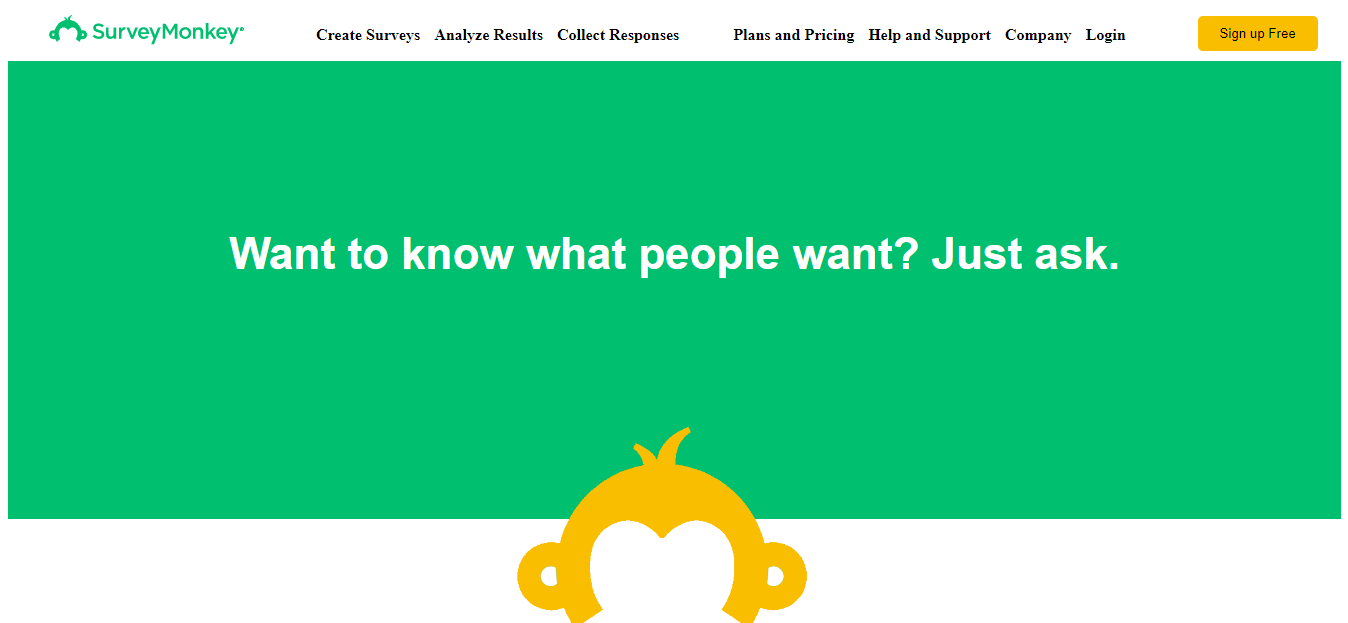 SurveyMonkey® Create Surveys Analyze Results Collect Responses Plans and Pricing Help and Support Company Login Sign up Free
Want to know what people want? Just ask.